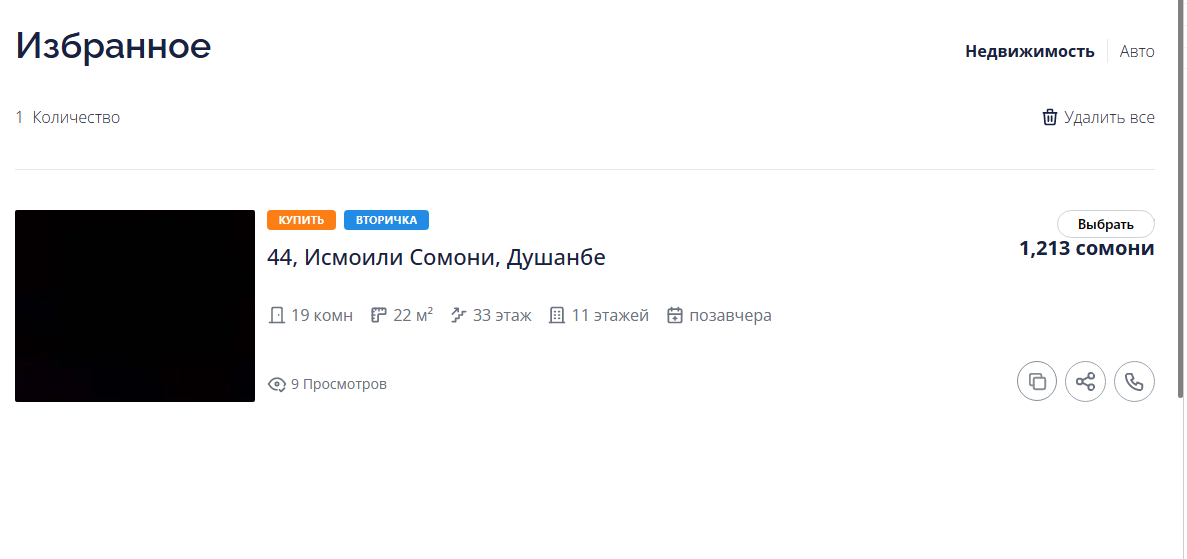 Избранное
Недвижимость Авто
1 Количество
Удалить все
КУПИТЬ ВТОРИЧКА
Выбрать
44, Исмоили Сомони, Душанбе
1,213 сомони
19 комн 22 м² 33 этаж 11 этажей позавчера
9 Просмотров